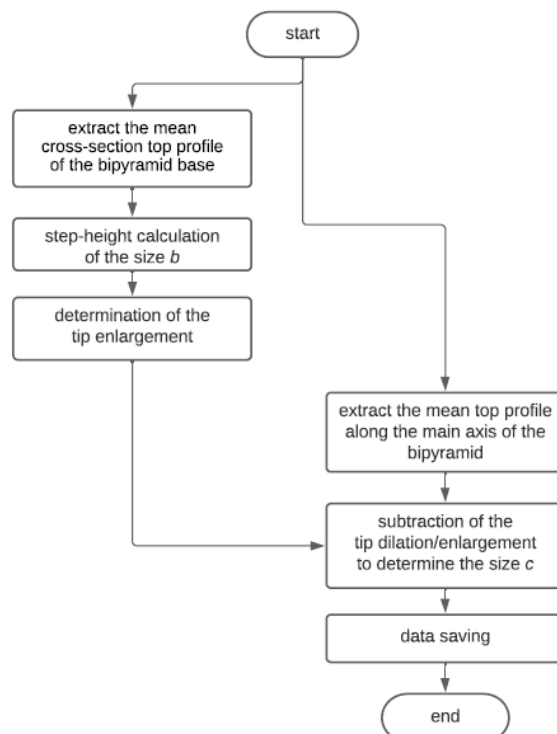 start
extract the mean
cross-section top profile
of the bipyramid base
step-height calculation
of the size b
determination of the
tip enlargement
extract the mean top profile
along the main axis of the
bipyramid
subtraction of the
tip dilation/enlargement
to determine the size c
data saving
end